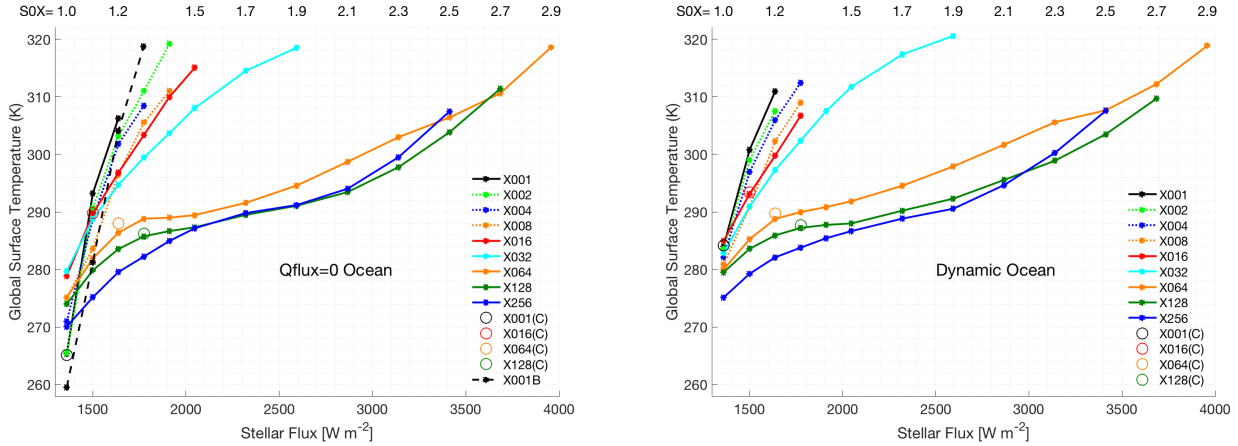 S0X= 1.0 1.2 1.5 1.7 1.9 2.1 2.3 2.5 2.7 2.9
320
310
300
290
280
270
260
Global Surface Temperature (K)
X001
X002
X004
X008
X016
X032
X064
X128
X256
X001(C)
X016(C)
X064(C)
X128(C)
X001B
Qflux=0 Ocean
1500 2000 2500 3000 3500 4000
Stellar Flux [W m-2]
S0X= 1.0 1.2 1.5 1.7 1.9 2.1 2.3 2.5 2.7 2.9
320
310
300
290
280
270
260
Global Surface Temperature (K)
X001
X002
X004
X008
X016
X032
X064
X128
X256
X001(C)
X016(C)
X064(C)
X128(C)
Dynamic Ocean
1500 2000 2500 3000 3500 4000
Stellar Flux [W m-2]